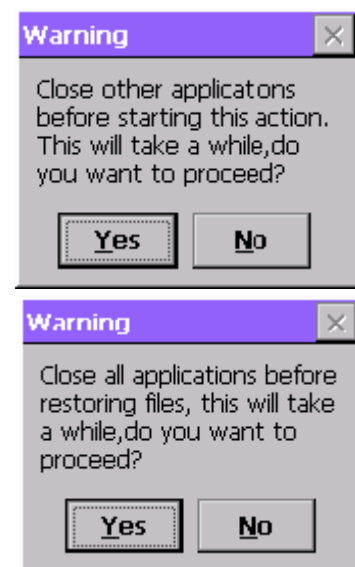 Warning
Close other applicatons
before starting this action.
This will take a while,do
you want to proceed?
Yes No
Warning
Close all applications before
restoring files, this will take
a while,do you want to
proceed?
Yes No